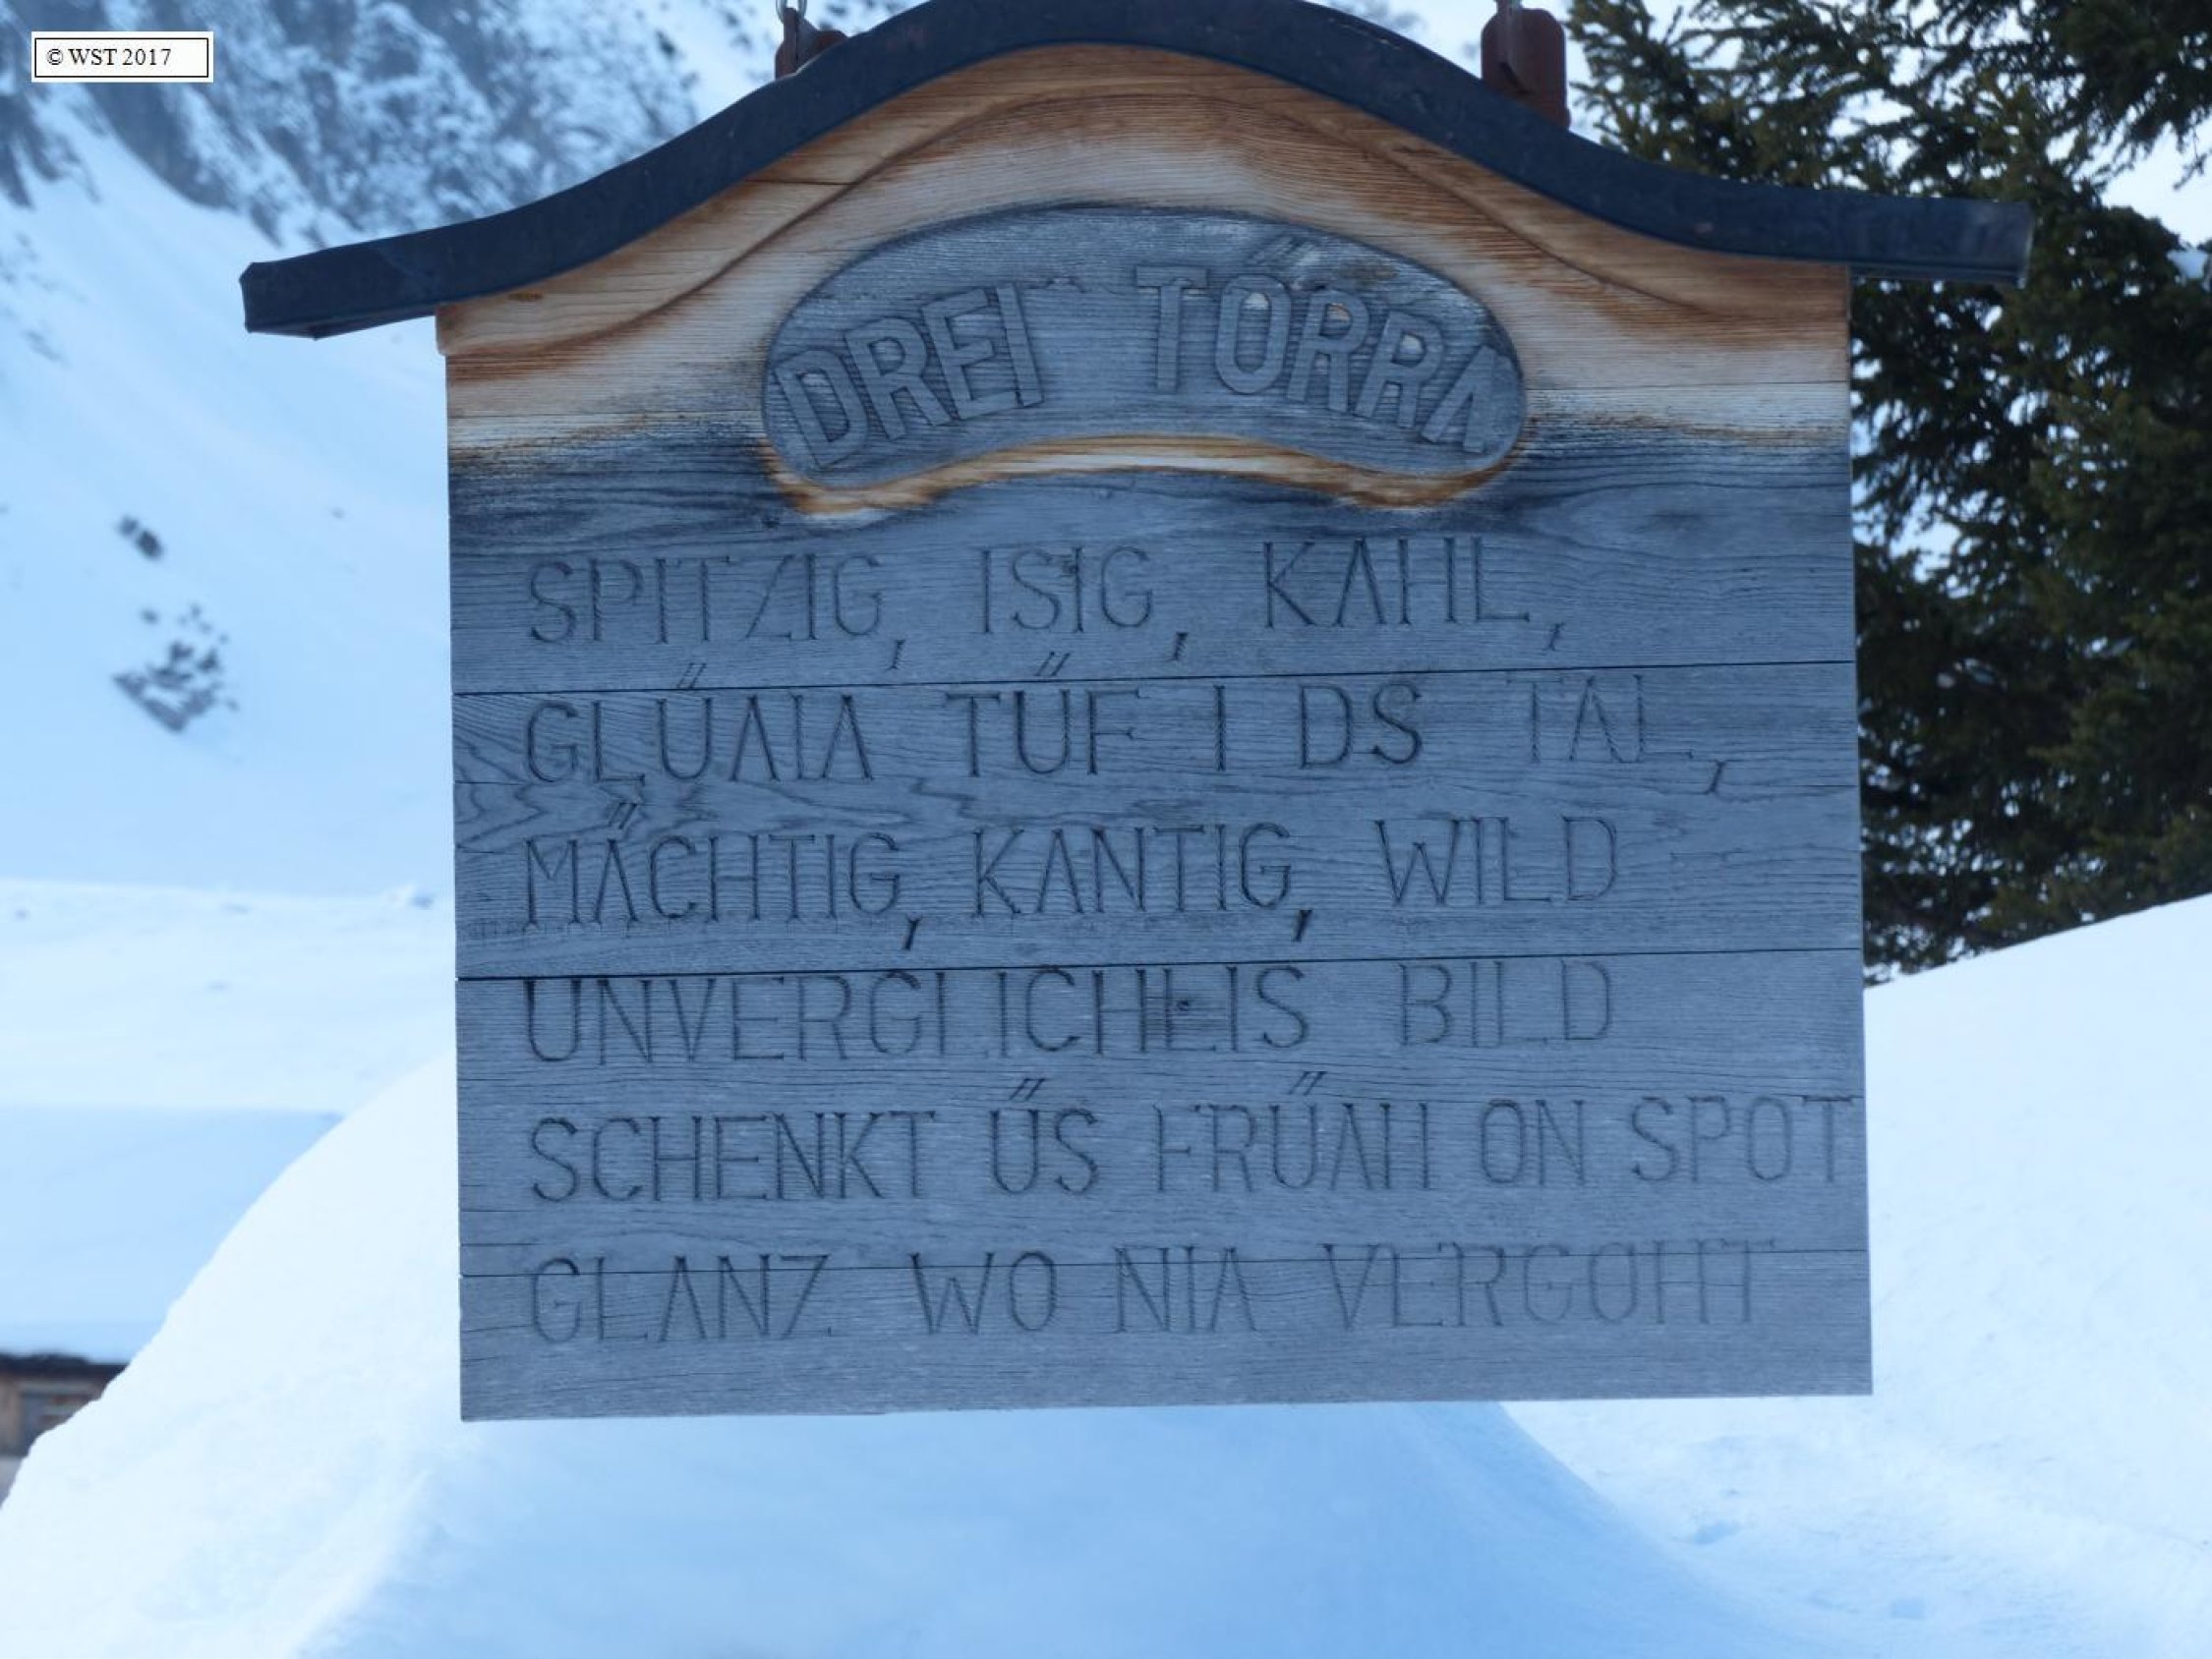 © WST 2017
DREI TÖRRA
SPITZIG, ISIG, KAHL,
GLÜAIA TÜF I DS TAL,
MÄCHTIG, KANTIG, WILD
UNVERGLICHLIS BILD
SCHENKT ÜS FRÜAH ON SPOT
GLANZ WO NIA VERGOHT